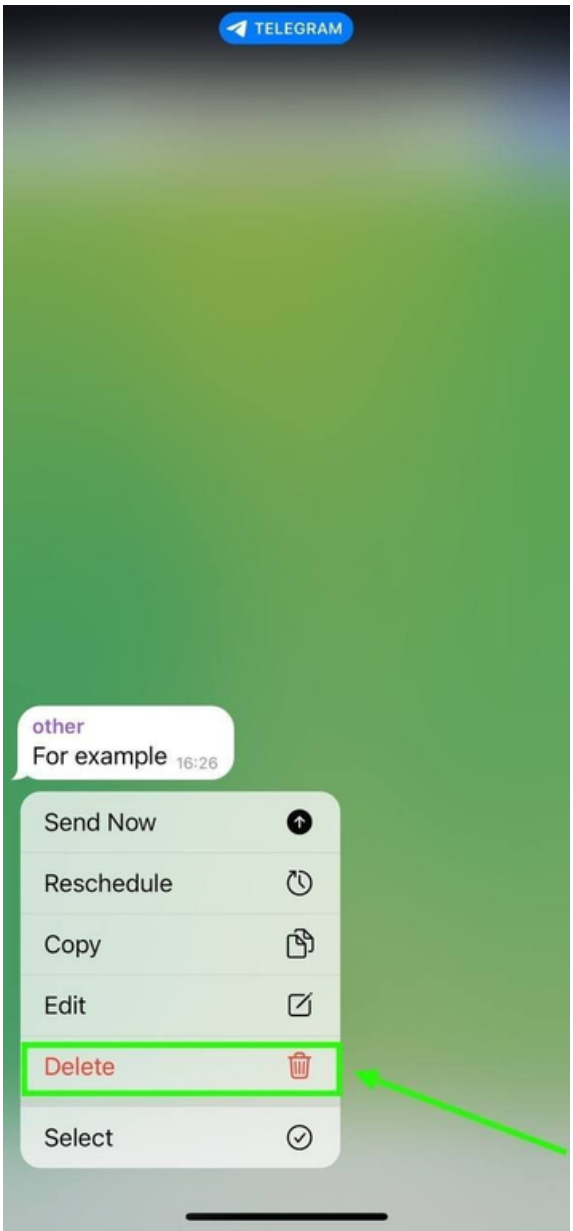 TELEGRAM
other
For example 16:26
Send Now
Reschedule
Copy
Edit
Delete
Select